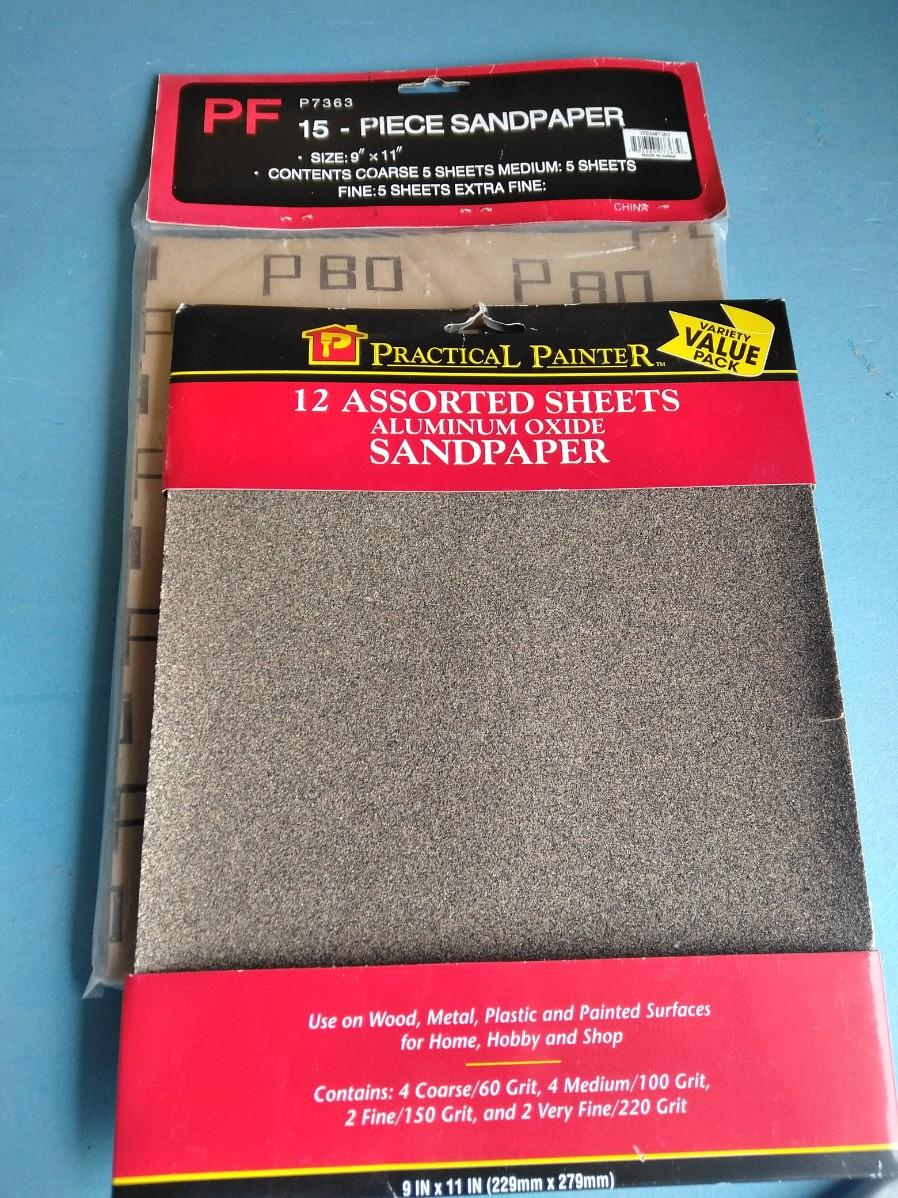 PF P7363
15 - PIECE SANDPAPER
• SIZE: 9" x 11"
• CONTENTS COARSE 5 SHEETS MEDIUM: 5 SHEETS
FINE: 5 SHEETS EXTRA FINE:
CHINA
P80 P80
PRACTICAL PAINTER™
VARIETY
VALUE
PACK
12 ASSORTED SHEETS
ALUMINUM OXIDE
SANDPAPER
Use on Wood, Metal, Plastic and Painted Surfaces
for Home, Hobby and Shop
Contains: 4 Coarse/60 Grit, 4 Medium/100 Grit,
2 Fine/150 Grit, and 2 Very Fine/220 Grit
9 IN x 11 IN (229mm x 279mm)